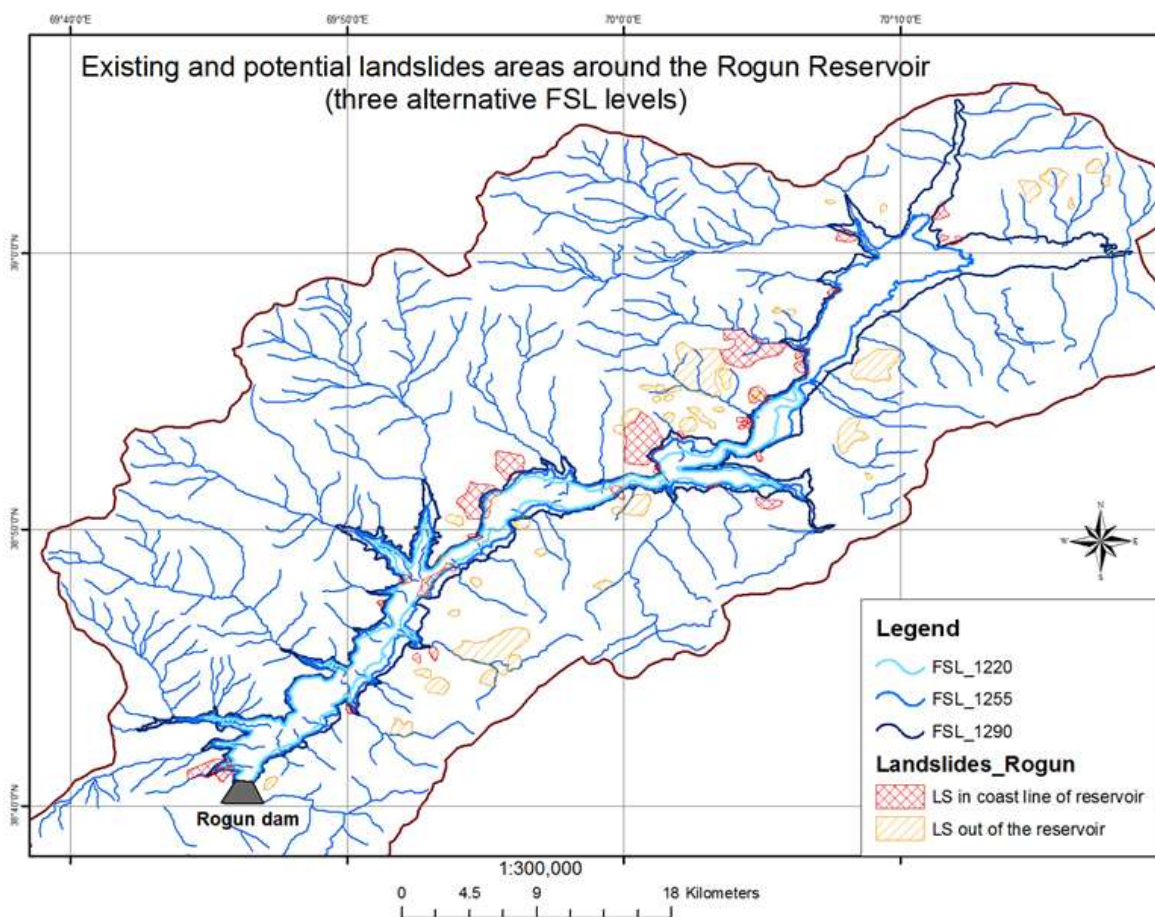 69°40'0"E 69°50'0"E 70°0'0"E 70°10'0"E
Existing and potential landslides areas around the Rogun Reservoir
(three alternative FSL levels)
39°0'0"N
38°50'0"N
38°40'0"N
N
W E
S
Rogun dam
Legend
FSL_1220
FSL_1255
FSL_1290
Landslides_Rogun
LS in coast line of reservoir
LS out of the reservoir
1:300,000
0 4.5 9 18 Kilometers